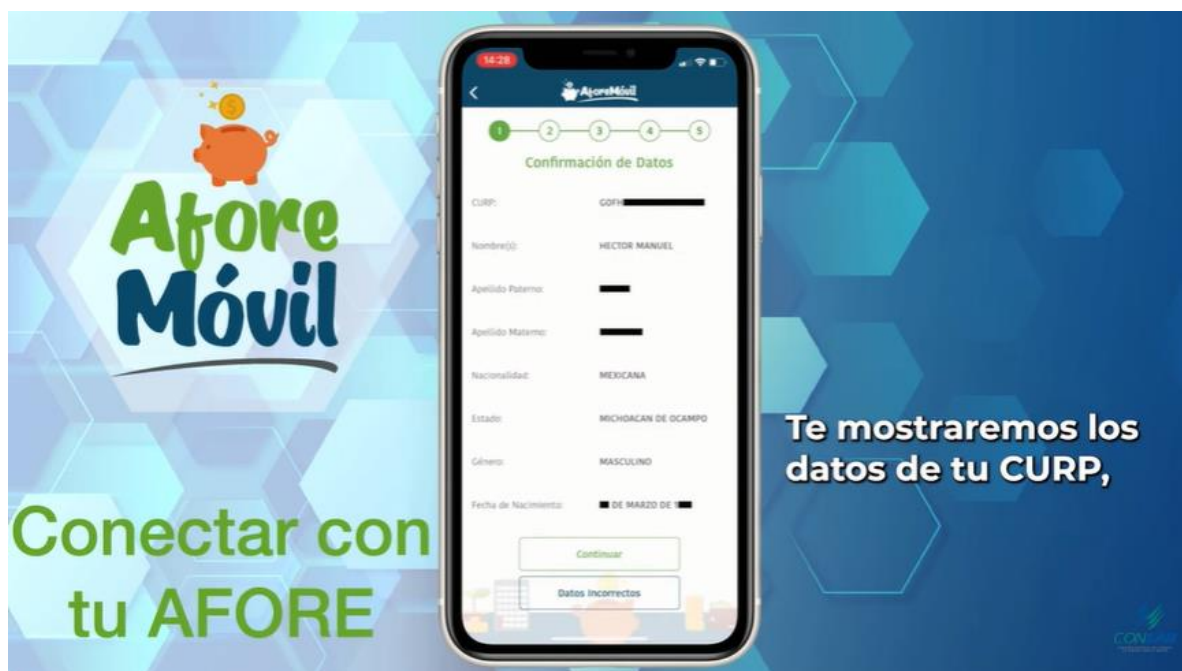 Afore
Móvil
Conectar con
tu AFORE
14:28
AforeMóvil
1 2 3 4 5
Confirmación de Datos
CURP: GOFH
Nombre(s): HECTOR MANUEL
Apellido Paterno:
Apellido Materno:
Nacionalidad: MEXICANA
Estado: MICHOACAN DE OCAMPO
Género: MASCULINO
Fecha de Nacimiento: DE MARZO DE 1
Continuar
Datos Incorrectos
Te mostraremos los
datos de tu CURP,
CONSAR